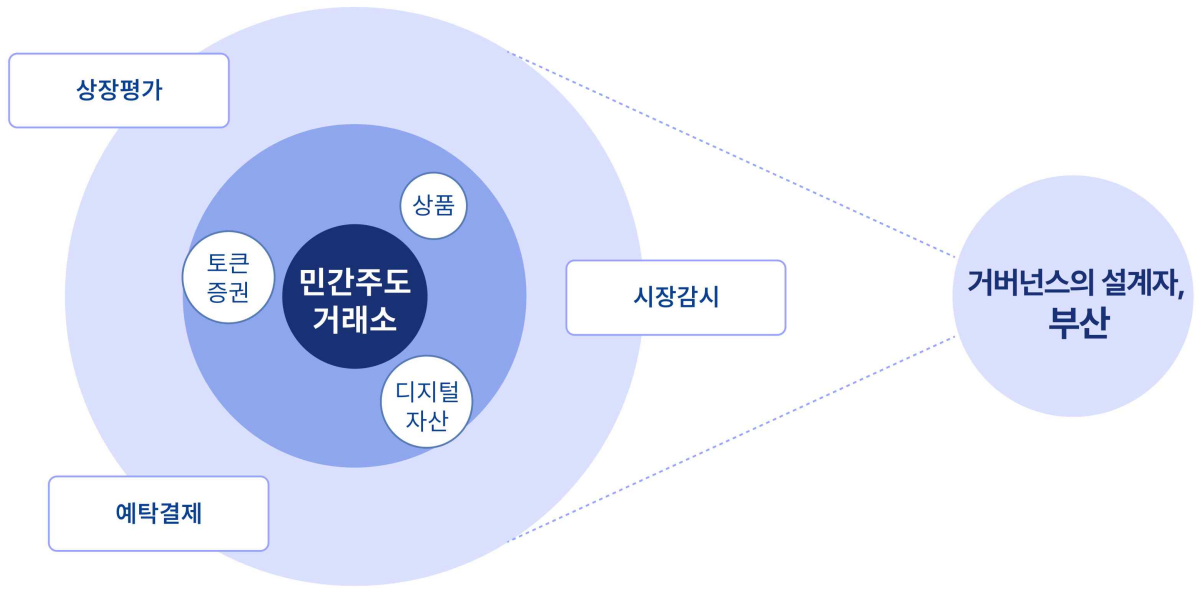 상장평가
상품
토큰
증권
민간주도
거래소
디지털
자산
시장감시
예탁결제
거버넌스의 설계자,
부산